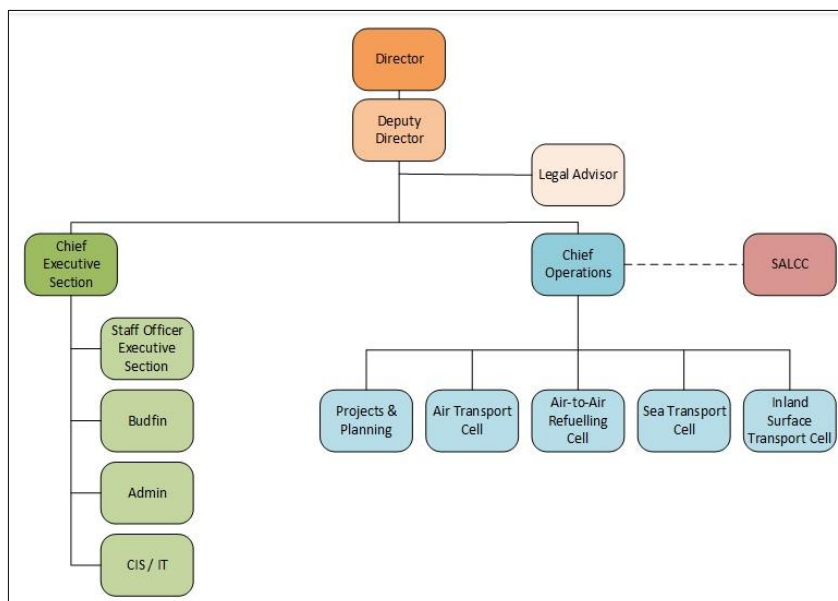 Director
Deputy
Director
Legal Advisor
Chief
Executive
Section
Chief
Operations
SALCC
Staff Officer
Executive
Section
Budfin
Admin
CIS / IT
Projects &
Planning
Air Transport
Cell
Air-to-Air
Refuelling
Cell
Sea Transport
Cell
Inland
Surface
Transport Cell